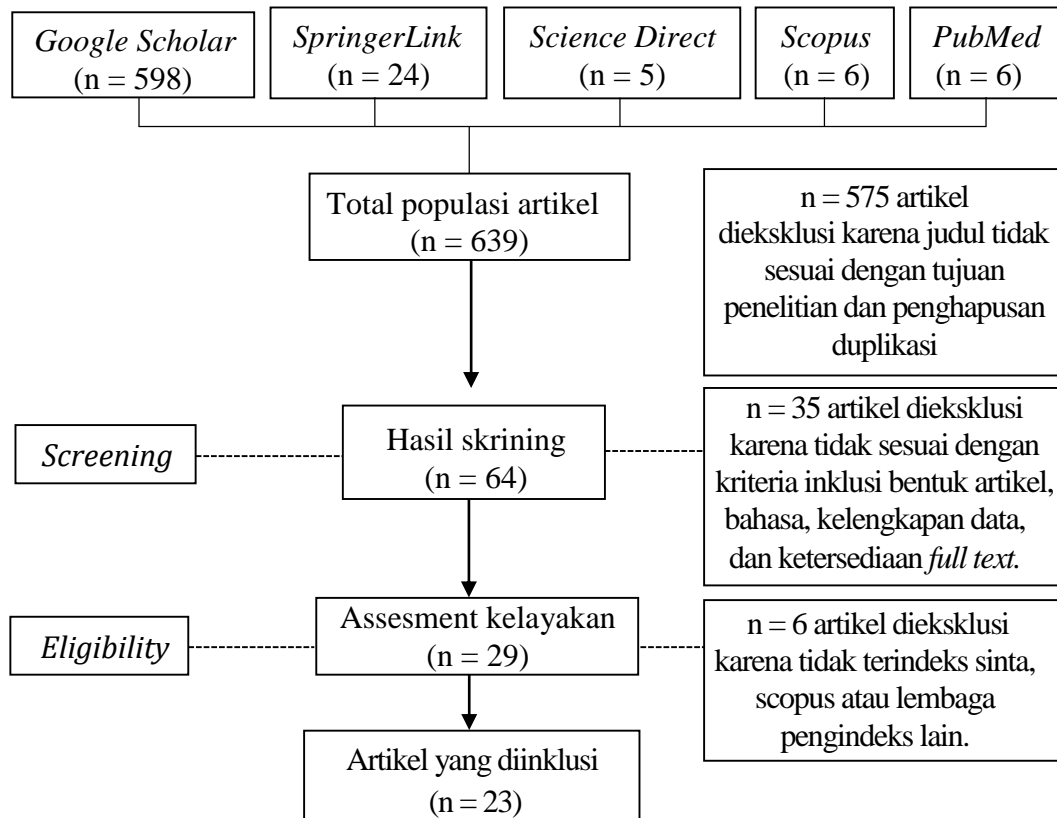 Google Scholar
(n = 598)
SpringerLink
(n = 24)
Science Direct
(n = 5)
Scopus
(n = 6)
PubMed
(n = 6)
Total populasi artikel
(n = 639)
n = 575 artikel
dieksklusi karena judul tidak
sesuai dengan tujuan
penelitian dan penghapusan
duplikasi
Screening
Hasil skrining
(n = 64)
n = 35 artikel dieksklusi
karena tidak sesuai dengan
kriteria inklusi bentuk artikel,
bahasa, kelengkapan data,
dan ketersediaan full text.
Eligibility
Assesment kelayakan
(n = 29)
n = 6 artikel dieksklusi
karena tidak terindeks sinta,
scopus atau lembaga
pengindeks lain.
Artikel yang diinklusi
(n = 23)